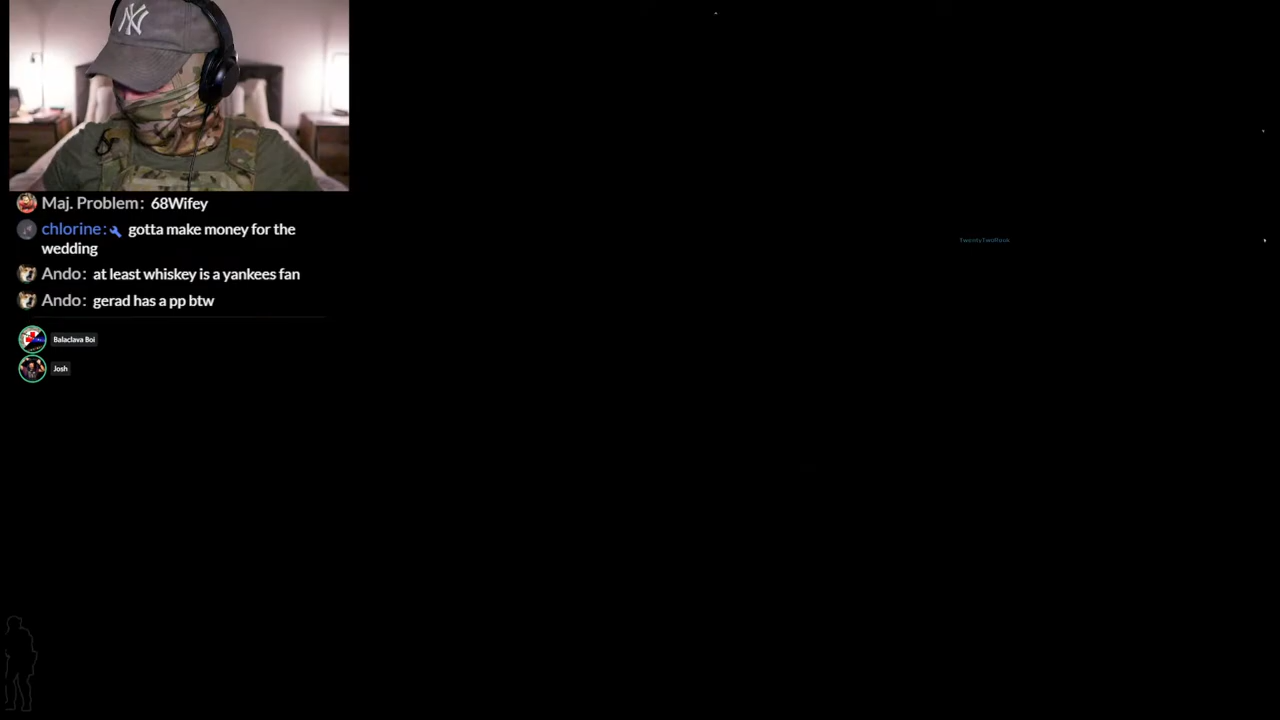 NY
Maj. Problem: 68Wifey
chlorine: gotta make money for the
wedding
Ando: at least whiskey is a yankees fan
Ando: gerad has a pp btw
Balaclava Boi
Josh
TwentyTwoRook